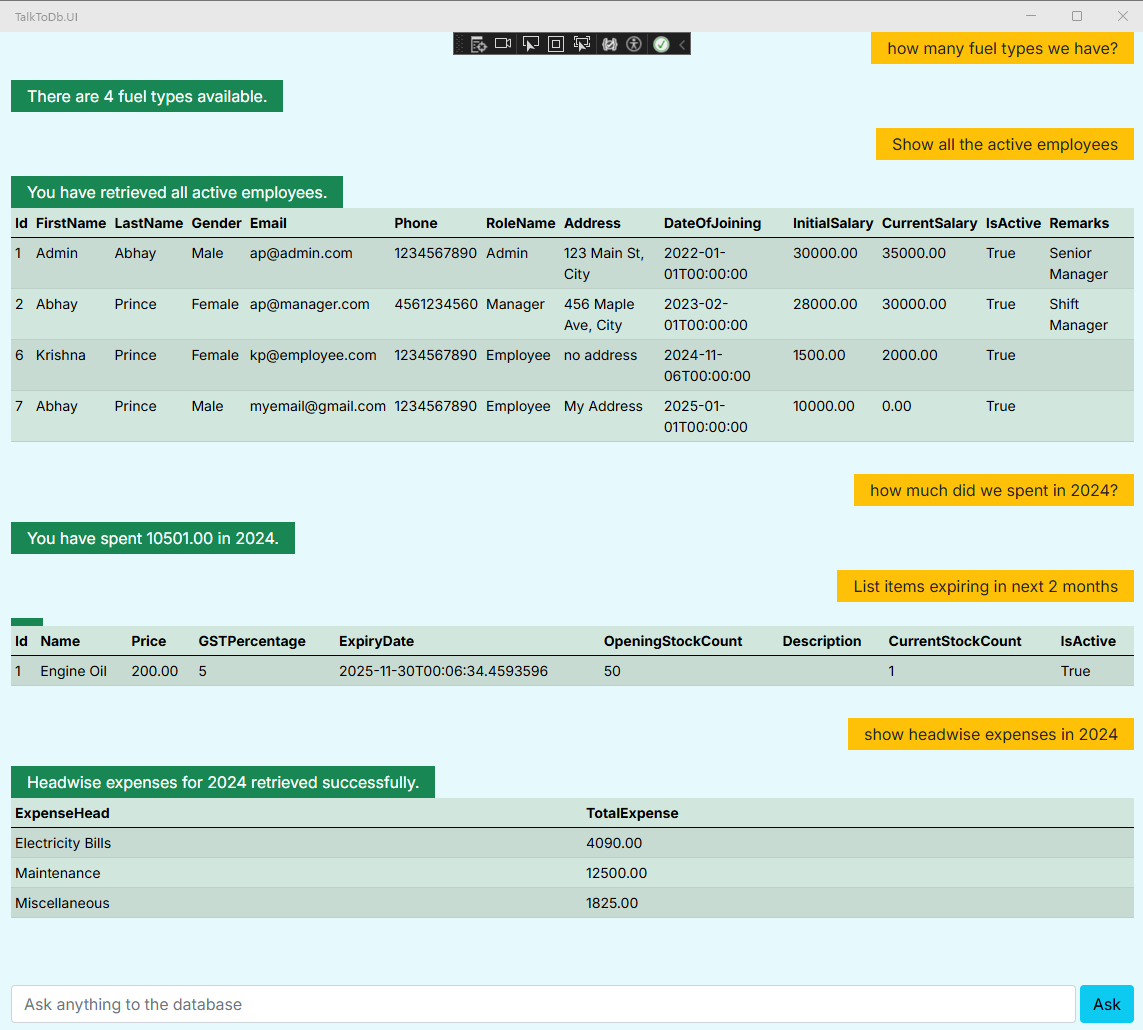 TalkToDb.UI
how many fuel types we have?
There are 4 fuel types available.
Show all the active employees
You have retrieved all active employees.
Id FirstName LastName Gender Email Phone RoleName Address DateOfJoining InitialSalary CurrentSalary IsActive Remarks
1 Admin Abhay Male ap@admin.com 1234567890 Admin 123 Main St, 2022-01- 30000.00 35000.00 True Senior
City 01T00:00:00 Manager
2 Abhay Prince Female ap@manager.com 4561234560 Manager 456 Maple 2023-02- 28000.00 30000.00 True Shift
Ave, City 01T00:00:00 Manager
6 Krishna Prince Female kp@employee.com 1234567890 Employee no address 2024-11- 1500.00 2000.00 True
06T00:00:00
7 Abhay Prince Male myemail@gmail.com 1234567890 Employee My Address 2025-01- 10000.00 0.00 True
01T00:00:00
how much did we spent in 2024?
You have spent 10501.00 in 2024.
List items expiring in next 2 months
Id Name Price GSTPercentage ExpiryDate OpeningStockCount Description CurrentStockCount IsActive
1 Engine Oil 200.00 5 2025-11-30T00:06:34.4593596 50 1 True
show headwise expenses in 2024
Headwise expenses for 2024 retrieved successfully.
ExpenseHead TotalExpense
Electricity Bills 4090.00
Maintenance 12500.00
Miscellaneous 1825.00
Ask anything to the database
Ask